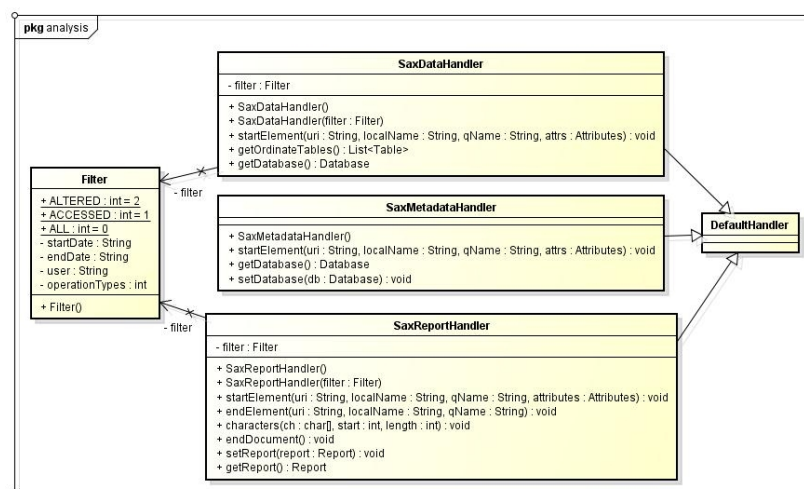 pkg analysis
SaxDataHandler
- filter : Filter
+ SaxDataHandler()
+ SaxDataHandler(filter : Filter)
+ startElement(uri : String, localName : String, qName : String, attrs : Attributes) : void
+ getOrdinateTables() : List<Table>
+ getDatabase() : Database
Filter
+ ALTERED : int = 2
+ ACCESSED : int = 1
+ ALL : int = 0
- startDate : String
- endDate : String
- user : String
- operationTypes : int
+ Filter()
- filter
SaxMetadataHandler
+ SaxMetadataHandler()
+ startElement(uri : String, localName : String, qName : String, attrs : Attributes) : void
+ getDatabase() : Database
+ setDatabase(db : Database) : void
DefaultHandler
- filter
SaxReportHandler
- filter : Filter
+ SaxReportHandler()
+ SaxReportHandler(filter : Filter)
+ startElement(uri : String, localName : String, qName : String, attributes : Attributes) : void
+ endElement(uri : String, localName : String, qName : String) : void
+ characters(ch : char[], start : int, length : int) : void
+ endDocument() : void
+ setReport(report : Report) : void
+ getReport() : Report